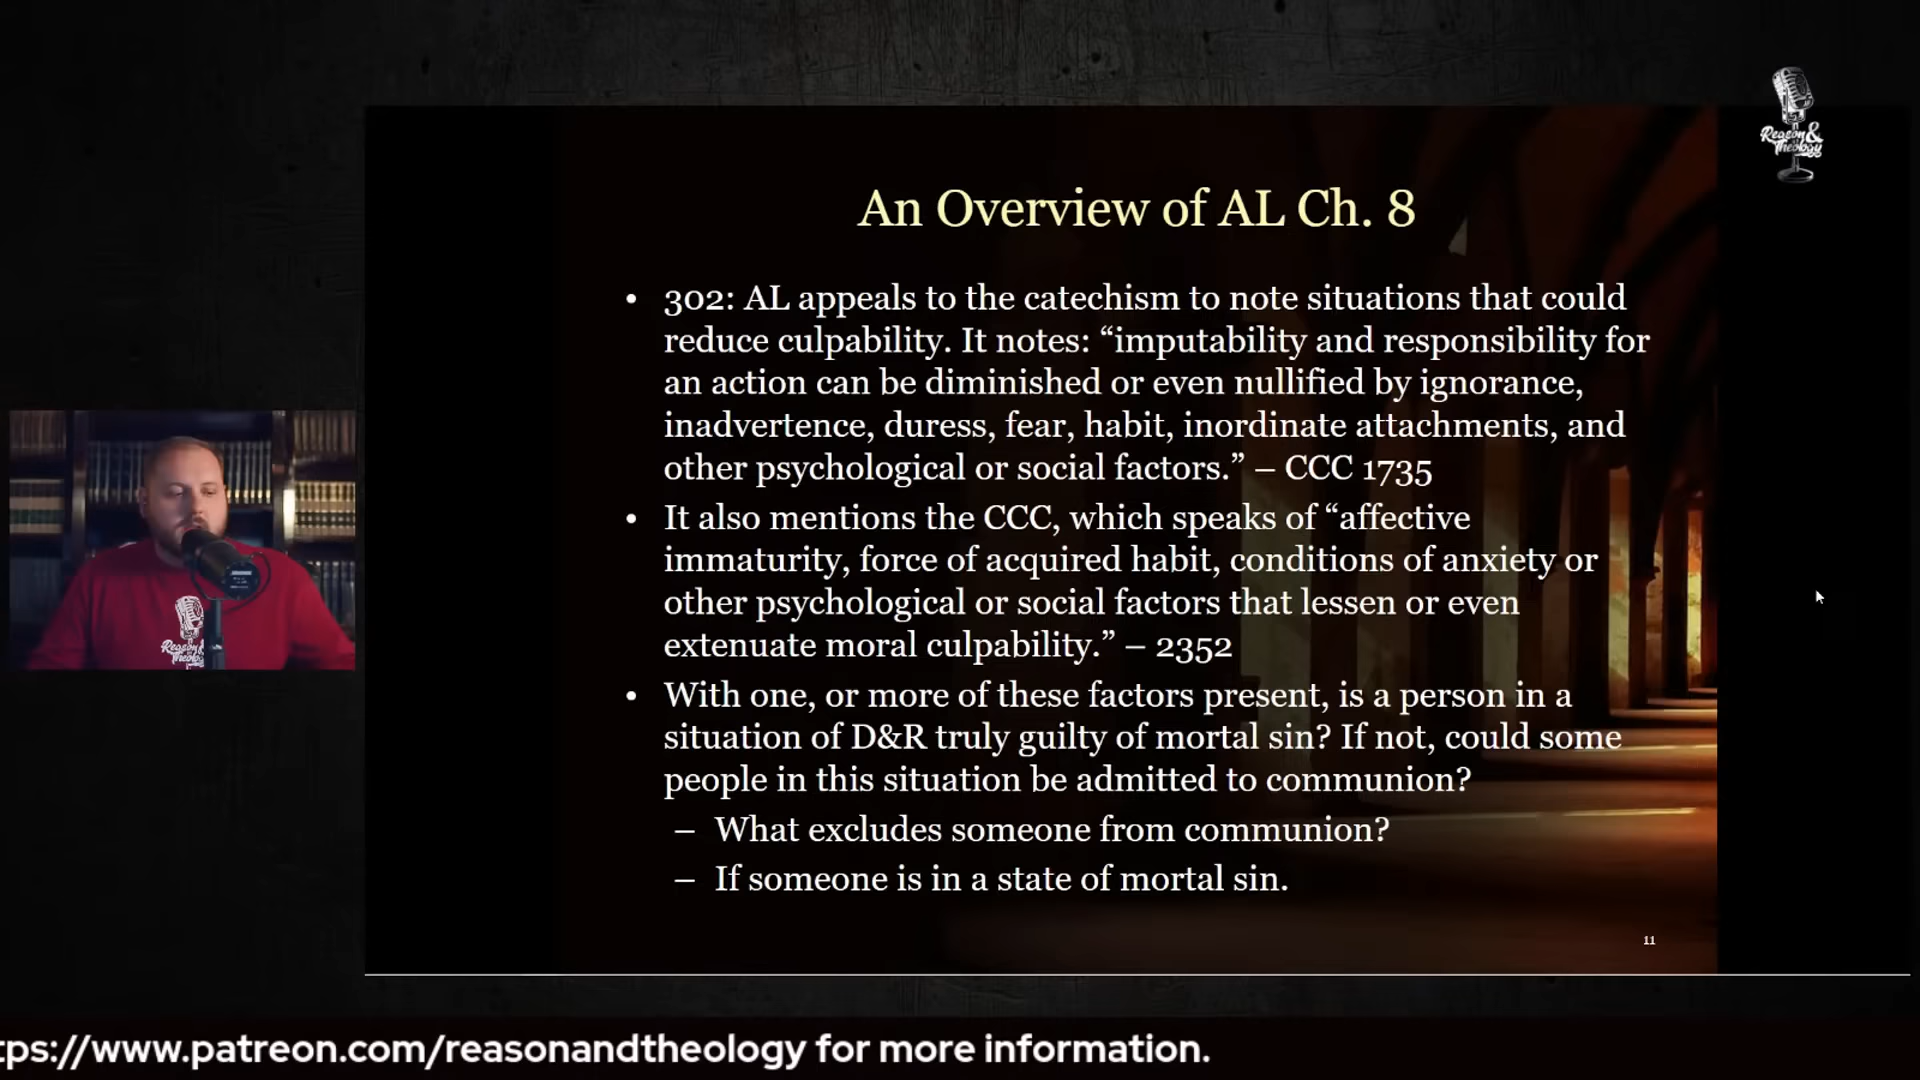 Reason &
Theology
An Overview of AL Ch. 8
• 302: AL appeals to the catechism to note situations that could
reduce culpability. It notes: “imputability and responsibility for
an action can be diminished or even nullified by ignorance,
inadvertence, duress, fear, habit, inordinate attachments, and
other psychological or social factors.” – CCC 1735
• It also mentions the CCC, which speaks of “affective
immaturity, force of acquired habit, conditions of anxiety or
other psychological or social factors that lessen or even
extenuate moral culpability.” – 2352
• With one, or more of these factors present, is a person in a
situation of D&R truly guilty of mortal sin? If not, could some
people in this situation be admitted to communion?
– What excludes someone from communion?
– If someone is in a state of mortal sin.
11
Reason &
Theology
tps://www.patreon.com/reasonandtheology for more information.